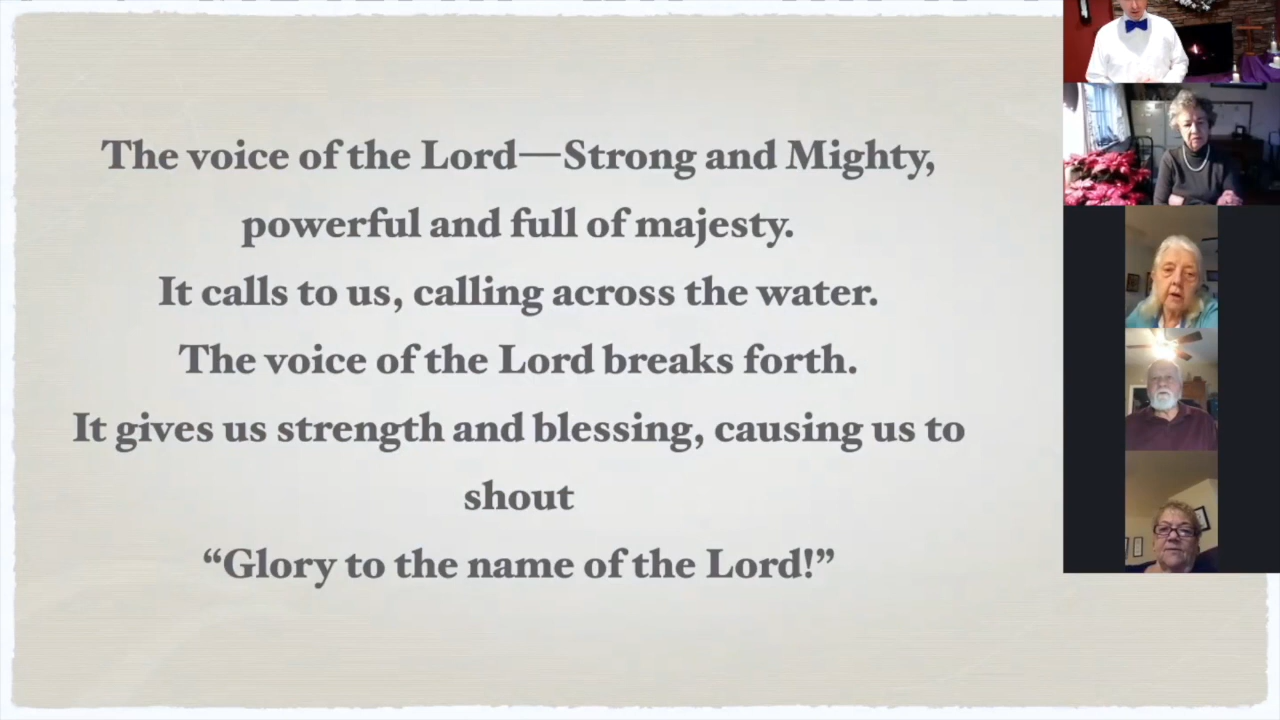 The voice of the Lord—Strong and Mighty,
powerful and full of majesty.
It calls to us, calling across the water.
The voice of the Lord breaks forth.
It gives us strength and blessing, causing us to
shout
“Glory to the name of the Lord!”